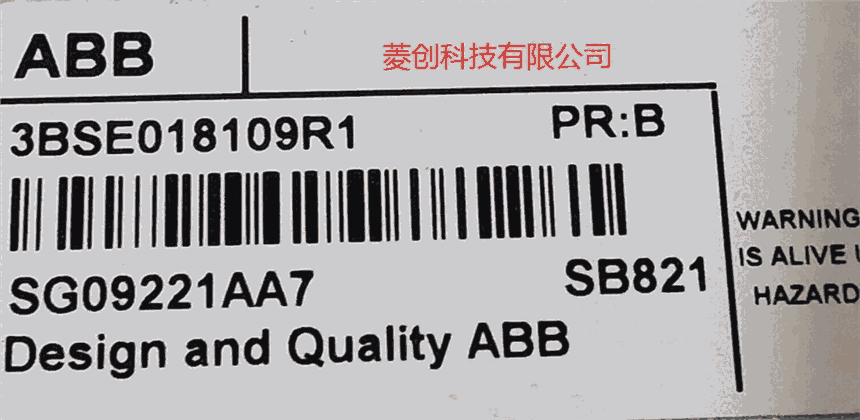 ABB
菱创科技有限公司
3BSE018109R1
PR:B
SG09221AA7
SB821
Design and Quality ABB
WARNING
IS ALIVE
HAZARD